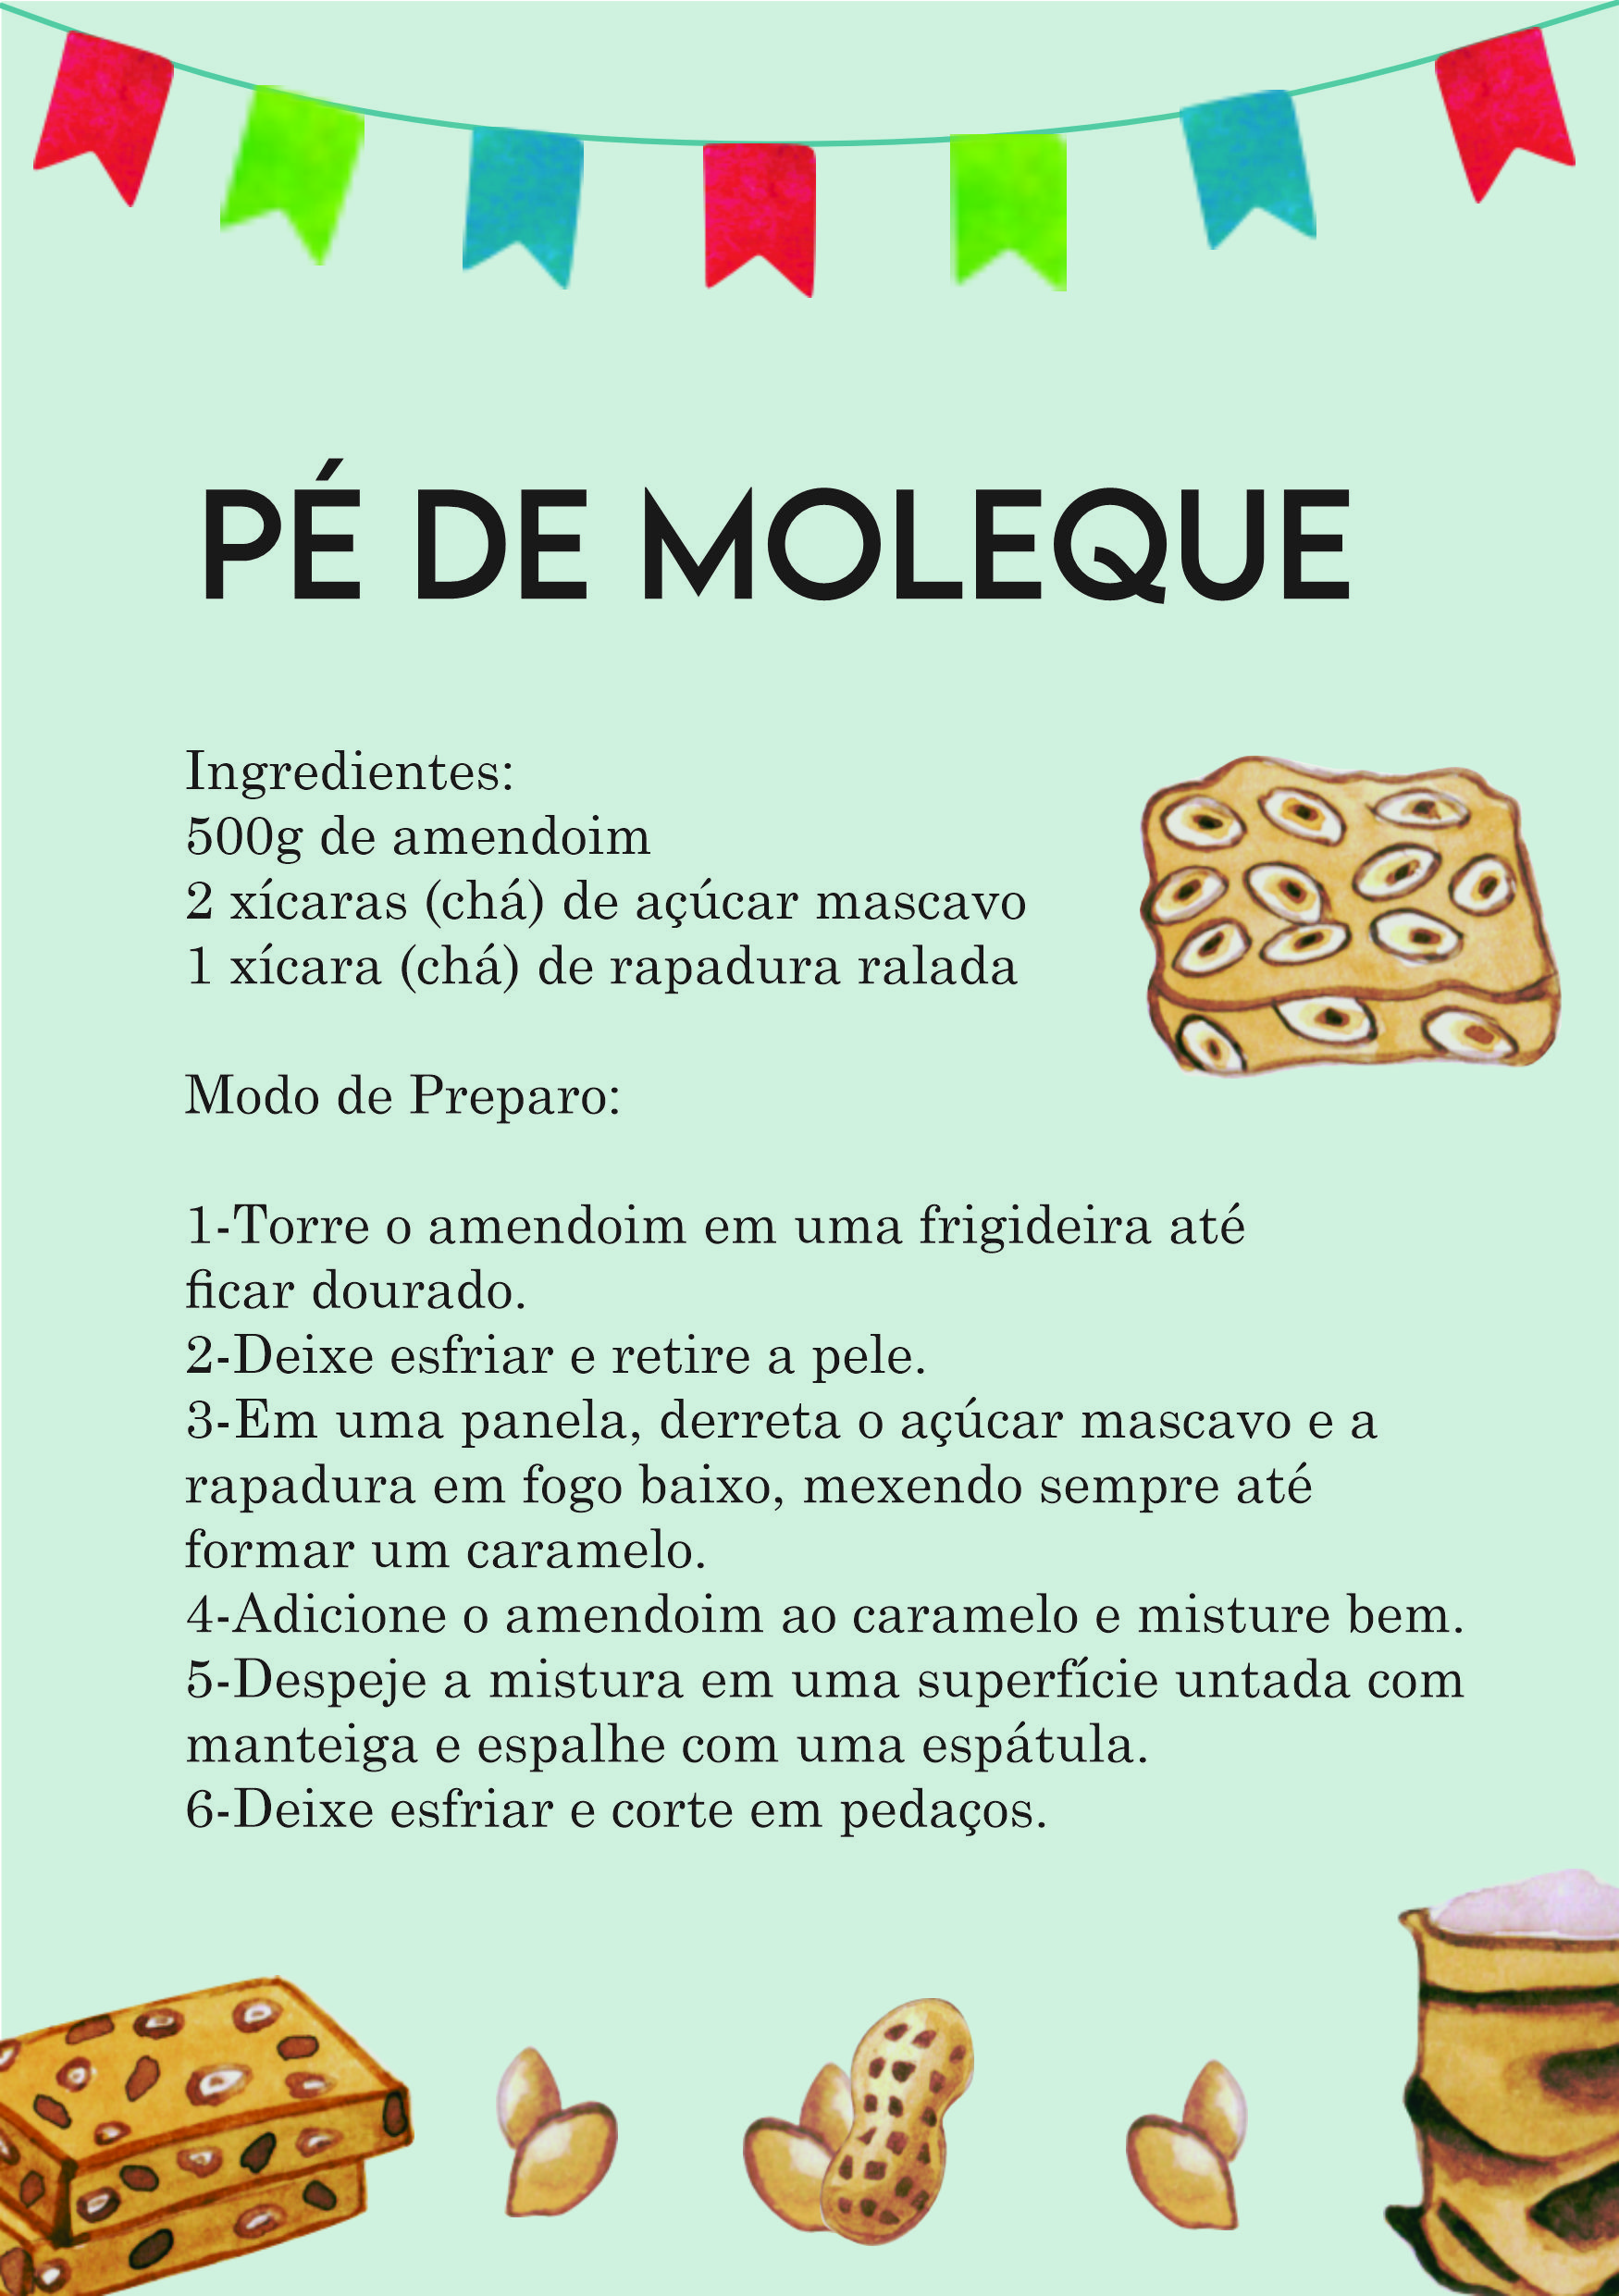 PÉ DE MOLEQUE
Ingredientes:
500g de amendoim
2 xícaras (chá) de açúcar mascavo
1 xícara (chá) de rapadura ralada
Modo de Preparo:
1-Torre o amendoim em uma frigideira até
ficar dourado.
2-Deixe esfriar e retire a pele.
3-Em uma panela, derreta o açúcar mascavo e a
rapadura em fogo baixo, mexendo sempre até
formar um caramelo.
4-Adicione o amendoim ao caramelo e misture bem.
5-Despeje a mistura em uma superfície untada com
manteiga e espalhe com uma espátula.
6-Deixe esfriar e corte em pedaços.